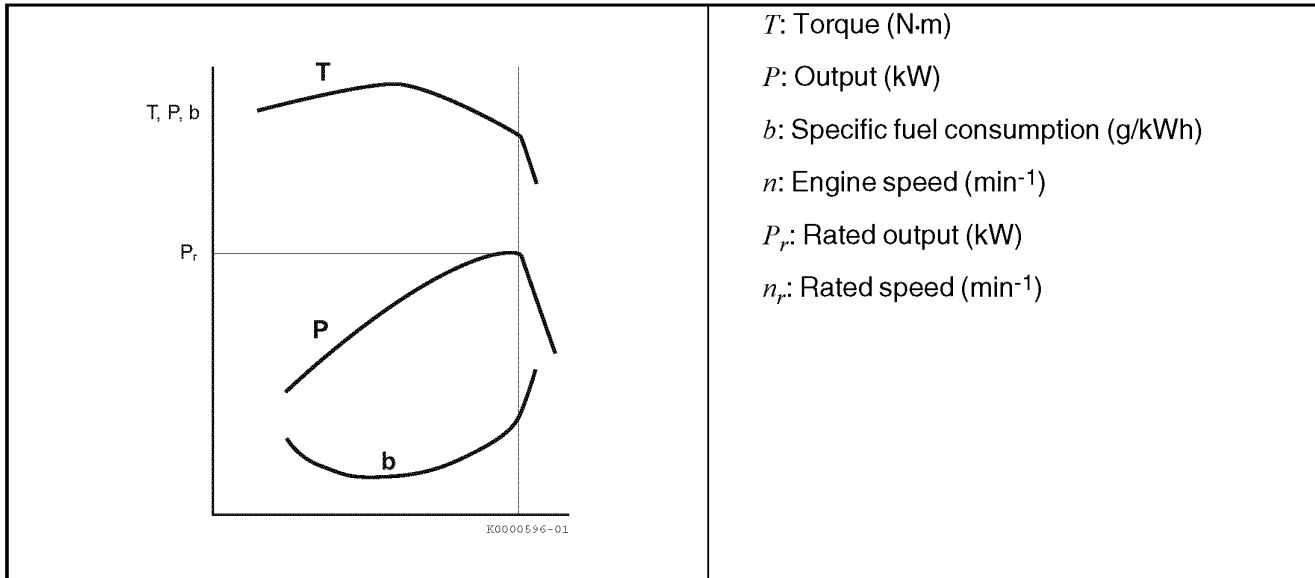 T
T, P, b
Pᵣ
P
b
K0000596-01
T: Torque (N·m)
P: Output (kW)
b: Specific fuel consumption (g/kWh)
n: Engine speed (min⁻¹)
Pᵣ: Rated output (kW)
nᵣ: Rated speed (min⁻¹)